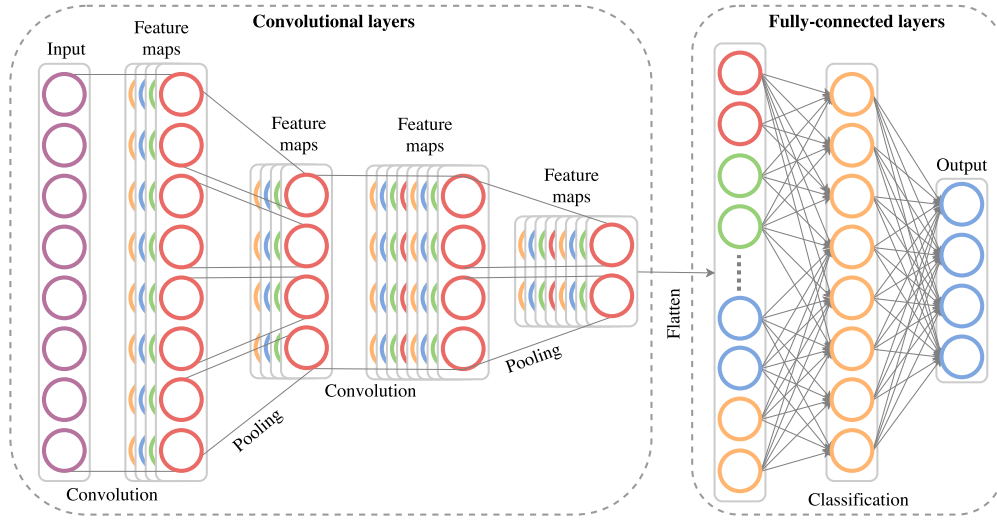 Convolutional layers
Fully-connected layers
Input
Feature
maps
Feature
maps
Feature
maps
Feature
maps
Output
Flatten
Pooling
Convolution
Pooling
Convolution
Classification